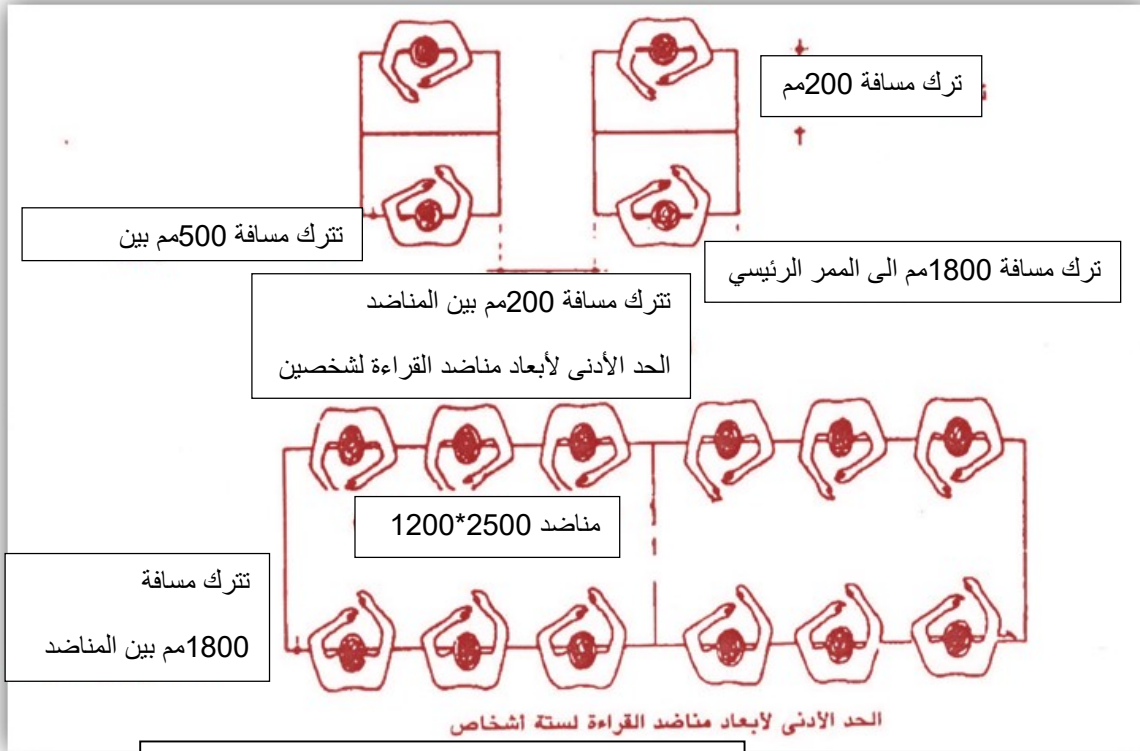 ترك مسافة 200مم
تترك مسافة 500مم بين
ترك مسافة 1800مم الى الممر الرئيسي
تترك مسافة 200مم بين المناضد
الحد الأدنى لأبعاد مناضد القراءة لشخصين
مناضد 2500*1200
تترك مسافة
1800مم بين المناضد
الحد الأدنى لأبعاد مناضد القراءة لستة أشخاص